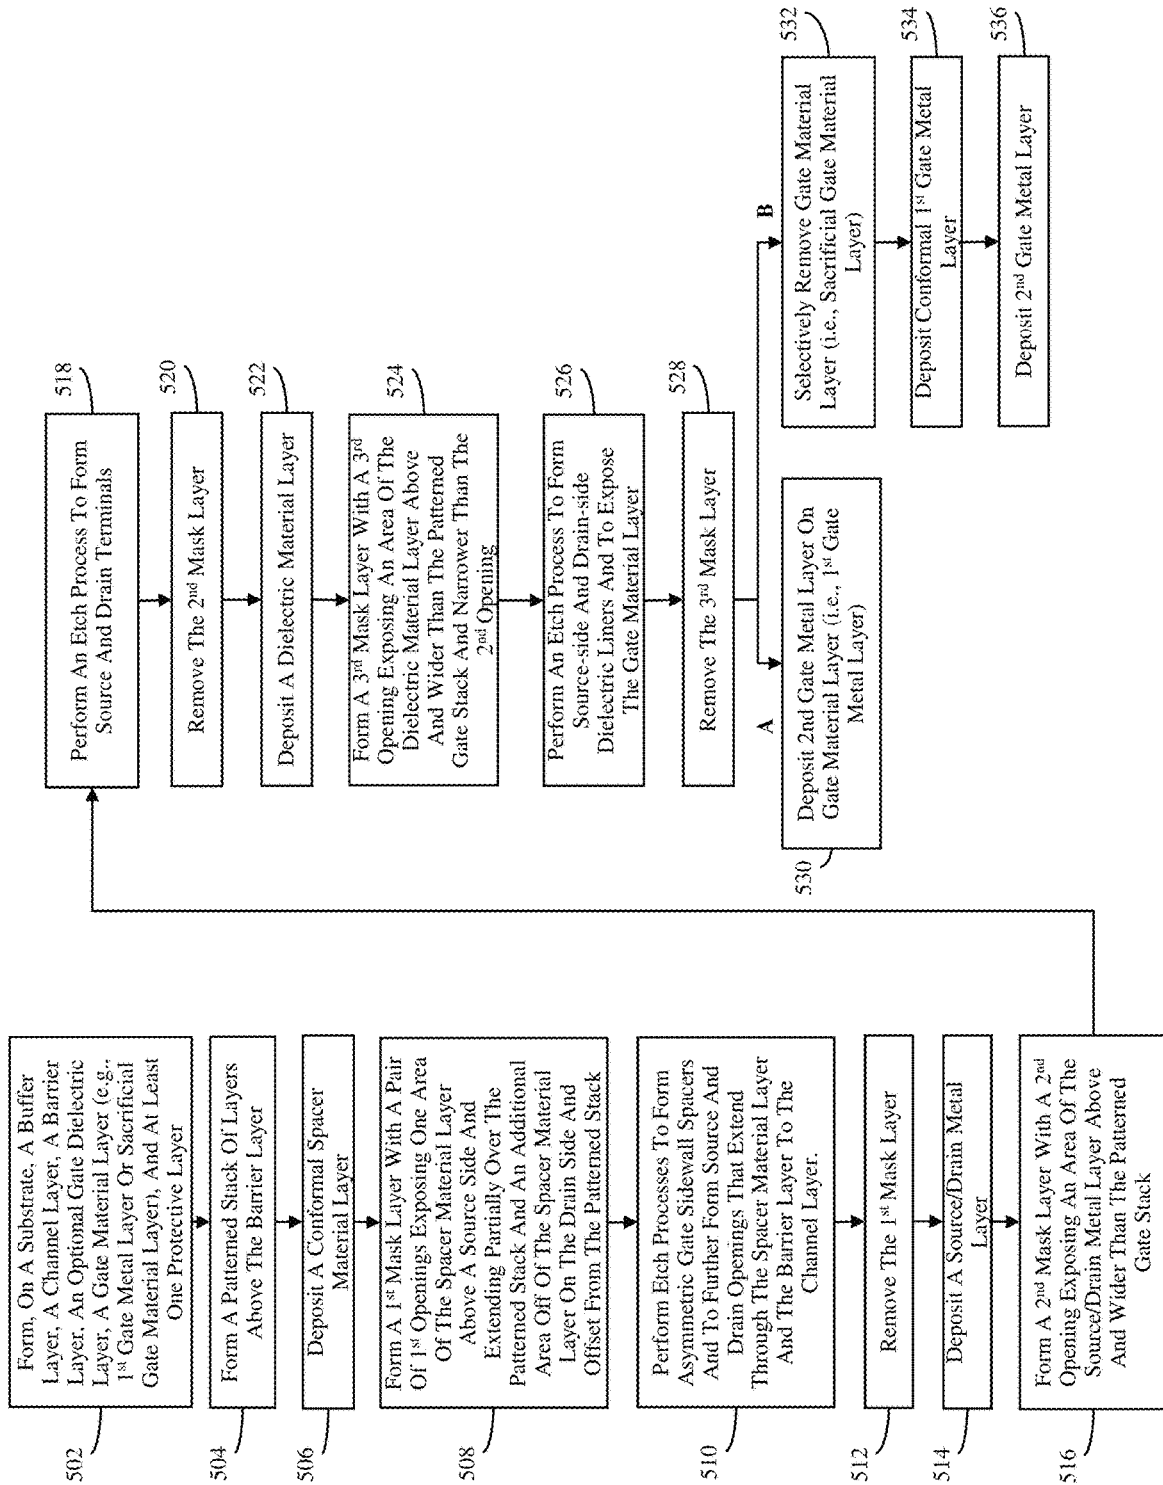 Form, On A Substrate, A Buffer
Layer, A Channel Layer, A Barrier
Layer, An Optional Gate Dielectric
Layer, A Gate Material Layer (e.g.,
1st Gate Metal Layer Or Sacrificial
Gate Material Layer), And At Least
One Protective Layer
502
Form A Patterned Stack Of Layers
Above The Barrier Layer
504
Deposit A Conformal Spacer
Material Layer
506
Form A 1st Mask Layer With A Pair
Of 1st Openings Exposing One Area
Of The Spacer Material Layer
Above A Source Side And
Extending Partially Over The
Patterned Stack And An Additional
Area Off Of The Spacer Material
Layer On The Drain Side And
Offset From The Patterned Stack
508
Perform Etch Processes To Form
Asymmetric Gate Sidewall Spacers
And To Further Form Source And
Drain Openings That Extend
Through The Spacer Material Layer
And The Barrier Layer To The
Channel Layer.
510
Remove The 1st Mask Layer
512
Deposit A Source/Drain Metal
Layer
514
Form A 2nd Mask Layer With A 2nd
Opening Exposing An Area Of The
Source/Drain Metal Layer Above
And Wider Than The Patterned
Gate Stack
516
Perform An Etch Process To Form
Source And Drain Terminals
518
Remove The 2nd Mask Layer
520
Deposit A Dielectric Material Layer
522
Form A 3rd Mask Layer With A 3rd
Opening Exposing An Area Of The
Dielectric Material Layer Above
And Wider Than The Patterned
Gate Stack And Narrower Than The
2nd Opening
524
Perform An Etch Process To Form
Source-side And Drain-side
Dielectric Liners And To Expose
The Gate Material Layer
526
Remove The 3rd Mask Layer
528
A
Deposit 2nd Gate Metal Layer On
Gate Material Layer (i.e., 1st Gate
Metal Layer)
530
B
Selectively Remove Gate Material
Layer (i.e., Sacrificial Gate Material
Layer)
532
Deposit Conformal 1st Gate Metal
Layer
534
Deposit 2nd Gate Metal Layer
536